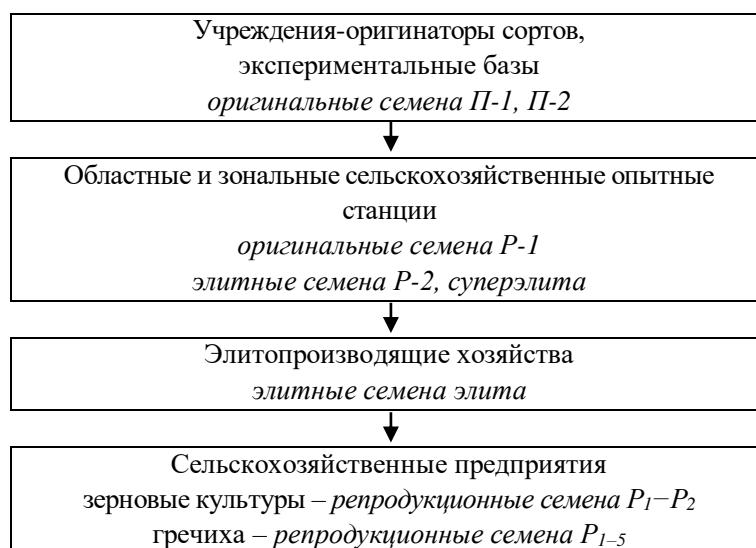 Учреждения-оригинаторы сортов,
экспериментальные базы
оригинальные семена П-1, П-2
Областные и зональные сельскохозяйственные опытные
станции
оригинальные семена Р-1
элитные семена Р-2, суперэлита
Элитопроизводящие хозяйства
элитные семена элита
Сельскохозяйственные предприятия
зерновые культуры – репродукционные семена Р₁−Р₂
гречиха – репродукционные семена Р₁₋₅